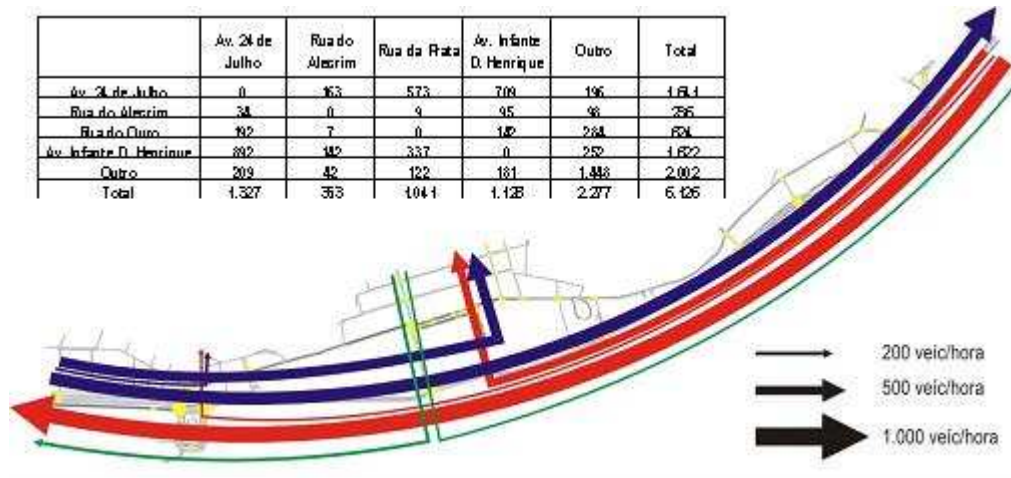 Av. 24 de Julho Rua do Alecrim Rua da Prata Av. Infante D. Henrique Outro Total
Av. 24 de Julho 0 163 573 709 196 1.641
Rua do Alecrim 34 0 9 95 98 236
Rua do Ouro 192 7 0 142 284 624
Av. Infante D. Henrique 892 142 337 0 252 1.622
Outro 209 42 122 181 1.448 2.002
Total 1.327 353 1.041 1.128 2.277 6.126
200 veic/hora
500 veic/hora
1.000 veic/hora